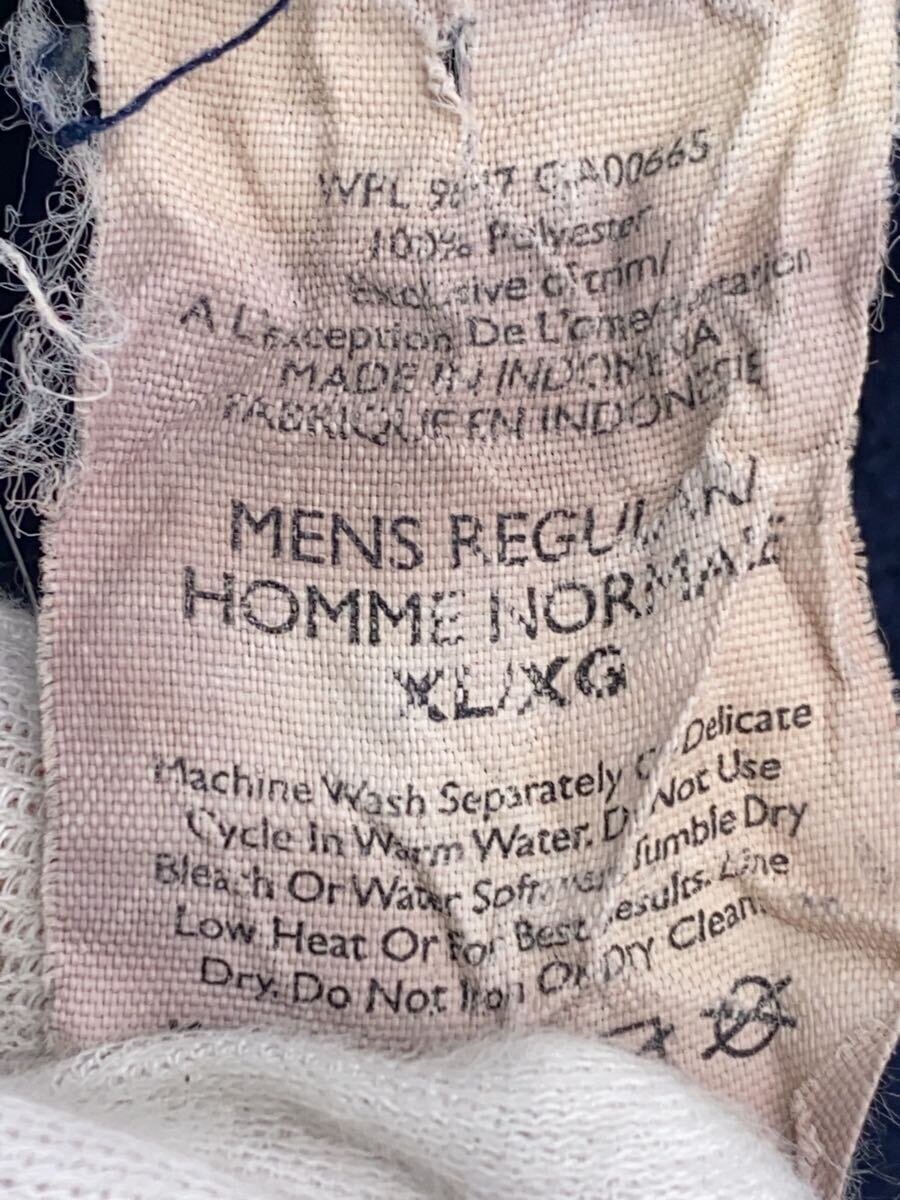 WPL CA00665
100% Polyester
Exclusive of trim/
A L'Exception De L'ornementation
MADE IN INDONESIA
FABRIQUE EN INDONESIE
MENS REGULAR
HOMME NORMALE
XL/XG
Machine Wash Separately On Delicate
Cycle In Warm Water. Do Not Use
Bleach Or Water Softeners. Tumble Dry
Low Heat Or For Best Results. Line
Dry. Do Not Iron Or Dry Clean.